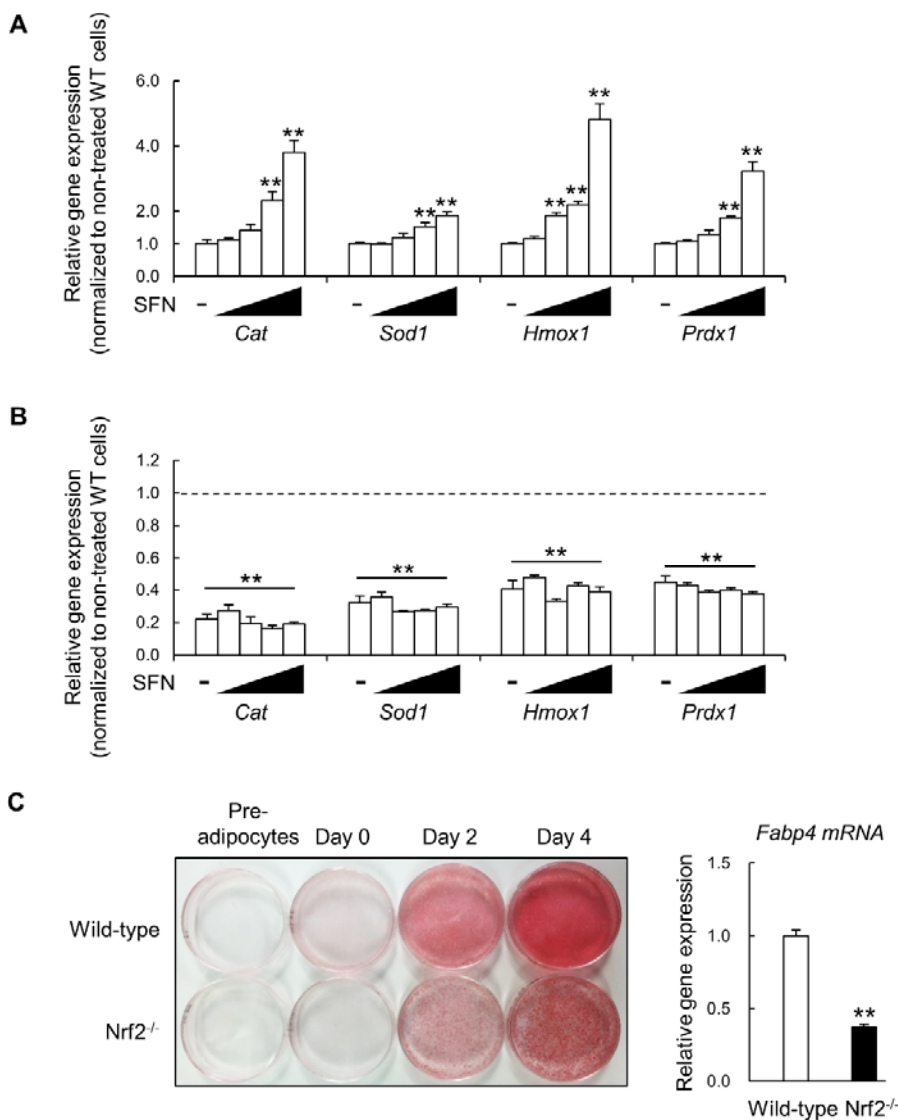 A
Relative gene expression
(normalized to non-treated WT cells)
6.0
4.0
2.0
1.0
0.0
**
**
**
**
**
**
**
**
**
SFN
–
–
–
–
Cat
Sod1
Hmox1
Prdx1
B
Relative gene expression
(normalized to non-treated WT cells)
1.2
1.0
0.8
0.6
0.4
0.2
0.0
**
**
**
**
SFN
–
–
–
–
Cat
Sod1
Hmox1
Prdx1
C
Pre-
adipocytes
Day 0
Day 2
Day 4
Wild-type
Nrf2-/-
Fabp4 mRNA
Relative gene expression
1.5
1.0
0.5
0.0
**
Wild-type
Nrf2-/-